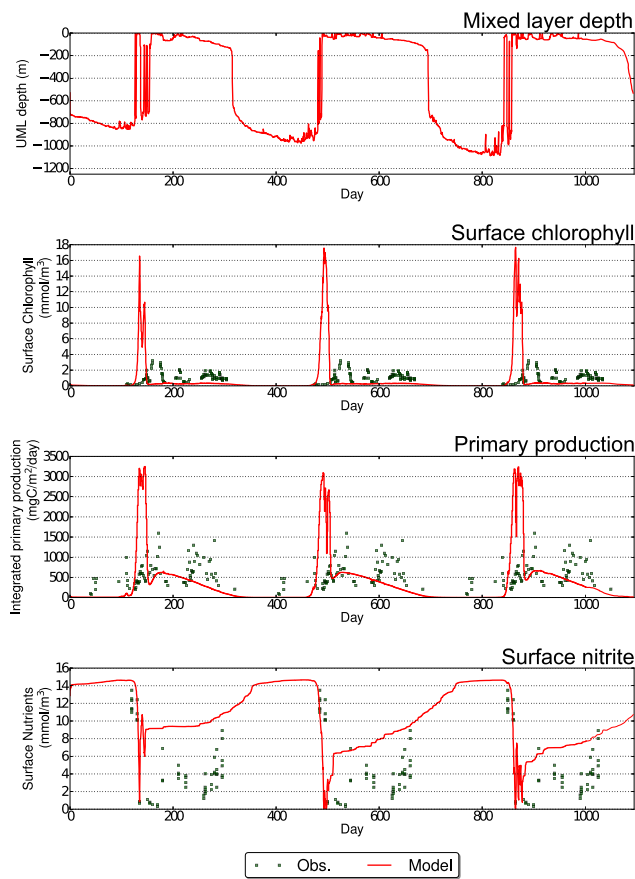 Mixed layer depth
UML depth (m)
0
−200
−400
−600
−800
−1000
−1200
0 200 400 600 800 1000
Day
Surface chlorophyll
Surface Chlorophyll
(mmol/m³)
18
16
14
12
10
8
6
4
2
0
0 200 400 600 800 1000
Day
Primary production
Integrated primary production
(mgC/m²/day)
3500
3000
2500
2000
1500
1000
500
0
0 200 400 600 800 1000
Day
Surface nitrite
Surface Nutrients
(mmol/m³)
16
14
12
10
8
6
4
2
0
0 200 400 600 800 1000
Day
Obs. Model